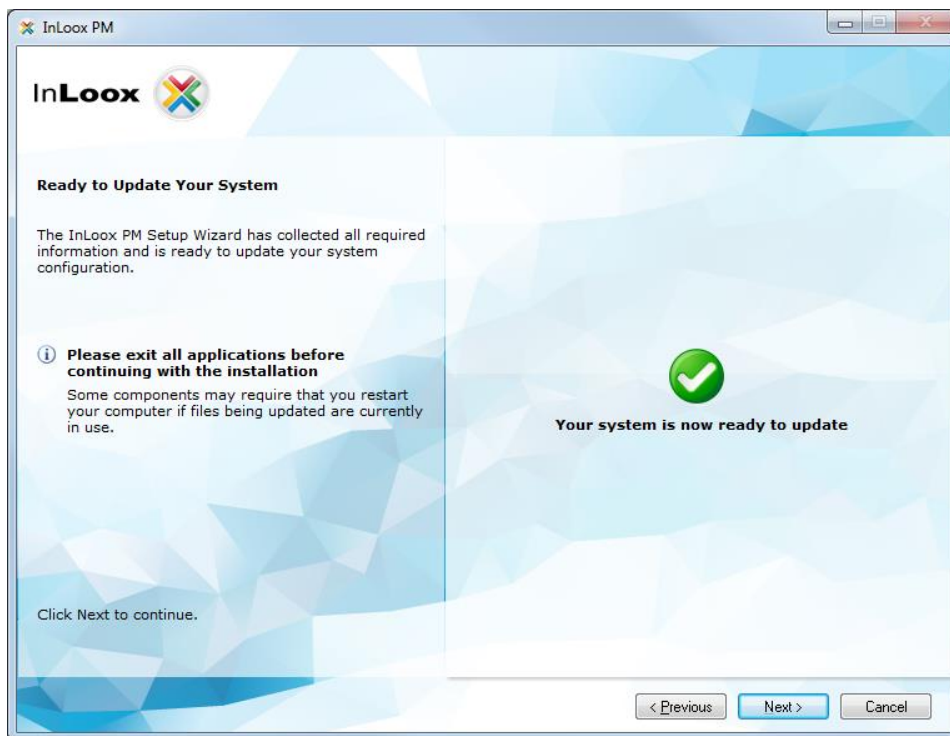 InLoox PM
InLoox
Ready to Update Your System
The InLoox PM Setup Wizard has collected all required
information and is ready to update your system
configuration.
Please exit all applications before
continuing with the installation
Some components may require that you restart
your computer if files being updated are currently
in use.
Your system is now ready to update
Click Next to continue.
< Previous Next > Cancel